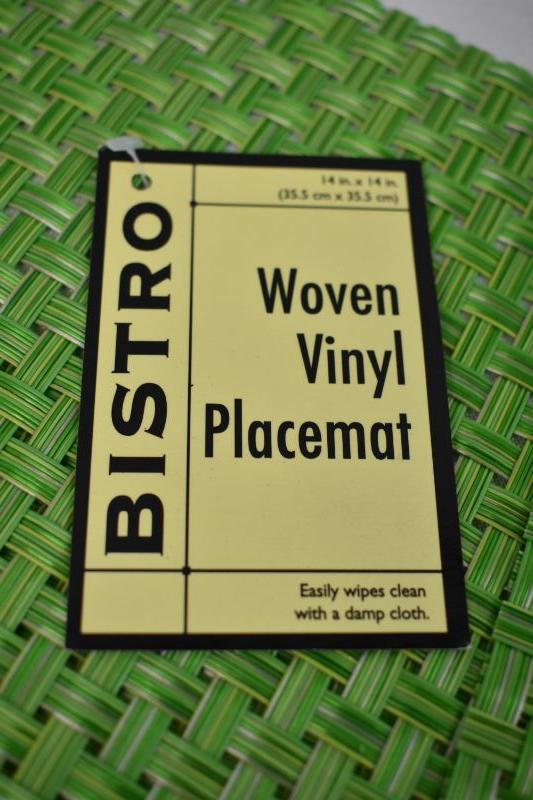 BISTRO
14 in. x 14 in.
(35.5 cm x 35.5 cm)
Woven
Vinyl
Placemat
Easily wipes clean
with a damp cloth.